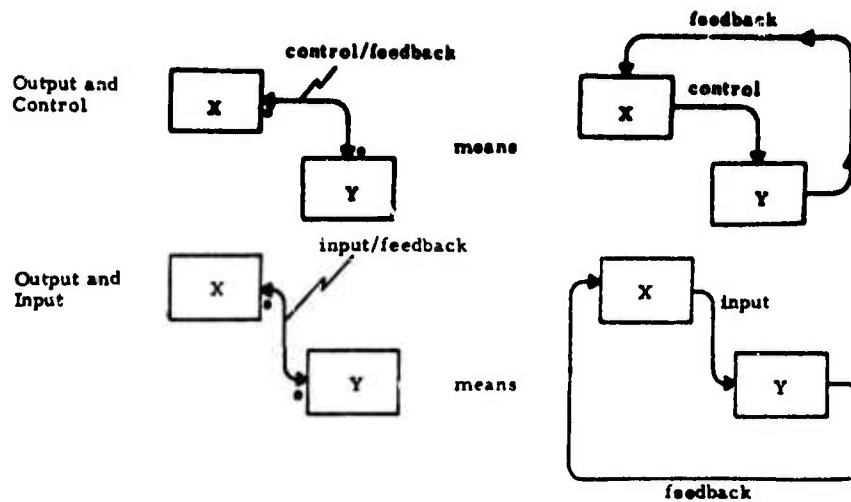 feedback
control/feedback
Output and
Control
X
control
X
means
Y
Y
input/feedback
Output and
Input
X
X
input
Y
Y
means
feedback